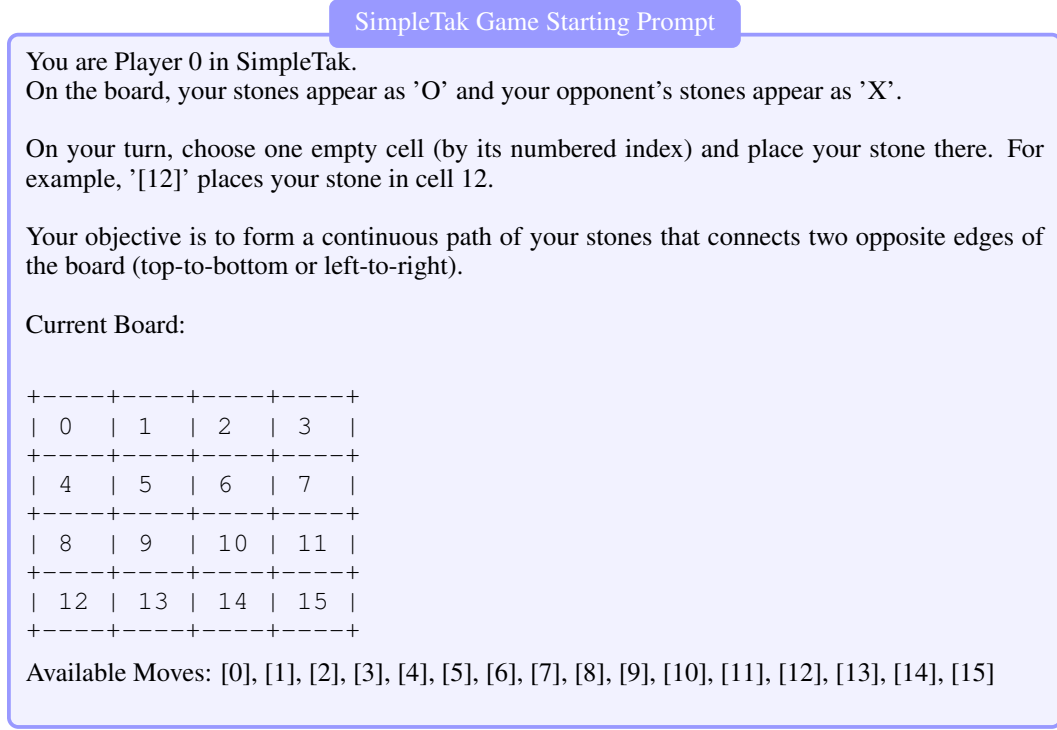 SimpleTak Game Starting Prompt
You are Player 0 in SimpleTak.
On the board, your stones appear as ’O’ and your opponent’s stones appear as ’X’.
On your turn, choose one empty cell (by its numbered index) and place your stone there. For
example, ’[12]’ places your stone in cell 12.
Your objective is to form a continuous path of your stones that connects two opposite edges of
the board (top-to-bottom or left-to-right).
Current Board:
+----+----+----+----+
| 0  | 1  | 2  | 3  |
+----+----+----+----+
| 4  | 5  | 6  | 7  |
+----+----+----+----+
| 8  | 9  | 10 | 11 |
+----+----+----+----+
| 12 | 13 | 14 | 15 |
+----+----+----+----+
Available Moves: [0], [1], [2], [3], [4], [5], [6], [7], [8], [9], [10], [11], [12], [13], [14], [15]